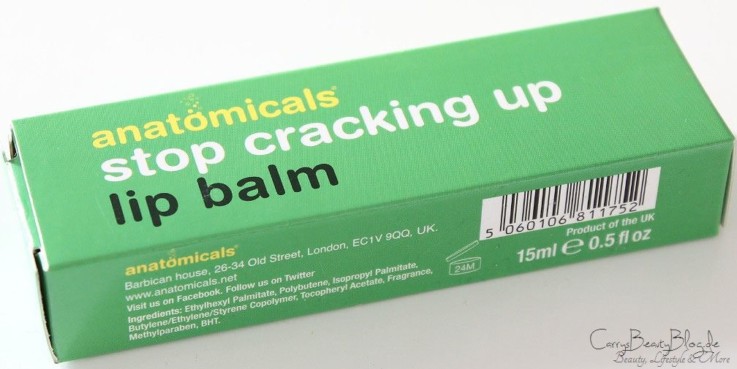 anatomicals
stop cracking up
lip balm
anatomicals
Barbican house, 26-34 Old Street, London, EC1V 9QQ, UK.
www.anatomicals.net
Visit us on Facebook. Follow us on Twitter
Ingredients: Ethylhexyl Palmitate, Polybutene, Isopropyl Palmitate,
Butylene/Ethylene/Styrene Copolymer, Tocopheryl Acetate, Fragrance,
Methylparaben, BHT.
24M
5 060106 811752
Product of the UK
15ml e 0.5 fl oz
CarrysBeautyBlog.de
Beauty, Lifestyle & More